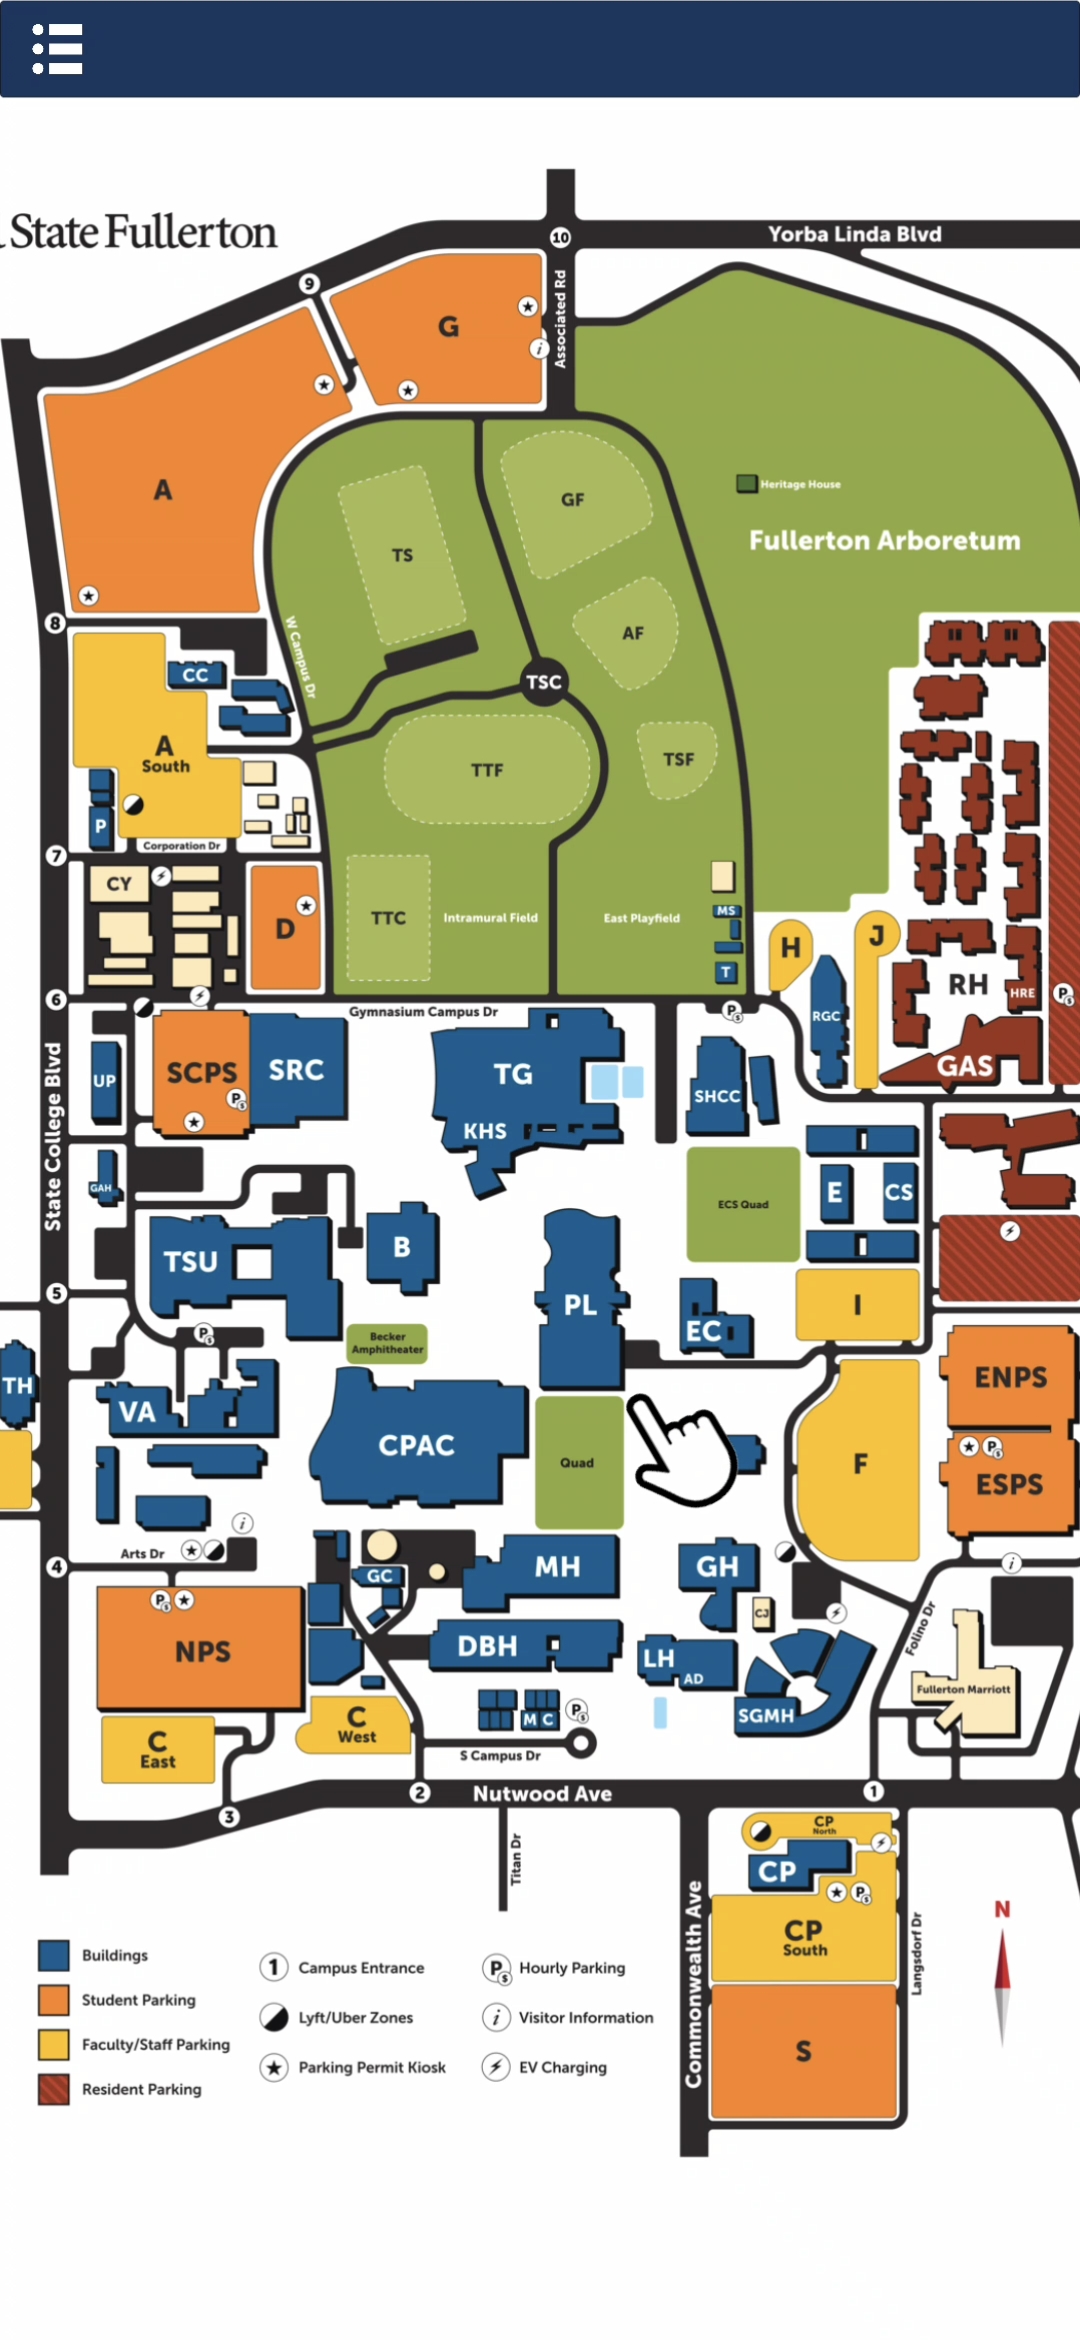 State Fullerton
10
Yorba Linda Blvd
9
G
Associated Rd
i
A
GF
Heritage House
TS
Fullerton Arboretum
AF
8
W Campus Dr
CC
TSC
A
South
TSF
TTF
P
Corporation Dr
7
CY
D
TTC
Intramural Field
East Playfield
MS
T
H
J
RH
HRE
P$
6
Gymnasium Campus Dr
P$
RGC
GAS
State College Blvd
UP
SCPS
SRC
P$
TG
KHS
SHCC
GAH
E
CS
ECS Quad
TSU
B
PL
5
I
EC
P$
Becker
Amphitheater
TH
VA
CPAC
Quad
F
ENPS
P$
ESPS
i
Arts Dr
4
GC
MH
GH
i
P$
CJ
NPS
DBH
LH
AD
Folino Dr
Fullerton Marriott
SGMH
C
East
C
West
M C
P$
S Campus Dr
3
2
Nutwood Ave
1
Titan Dr
CP
North
CP
P$
CP
South
Commonwealth Ave
Langsdorf Dr
S
N
Buildings
Student Parking
Faculty/Staff Parking
Resident Parking
1
Campus Entrance
Lyft/Uber Zones
Parking Permit Kiosk
P$
Hourly Parking
i
Visitor Information
EV Charging